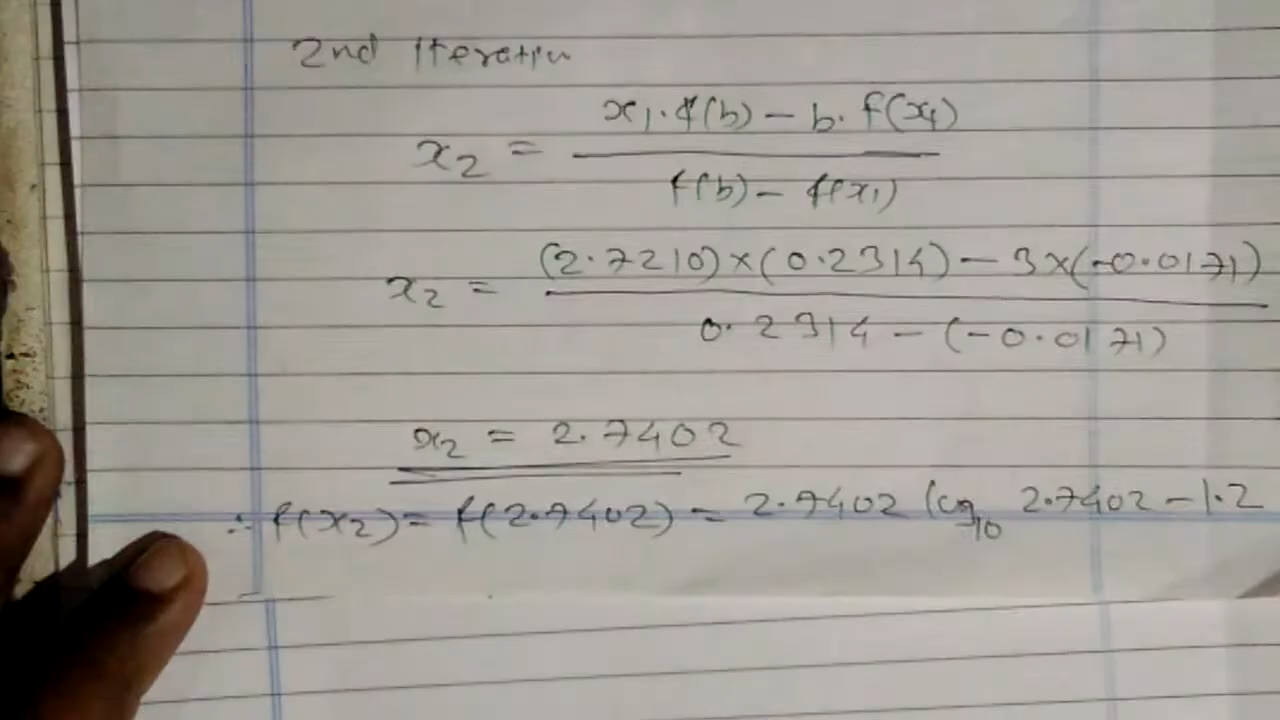 2nd Iteration
x₂ = x₁.f(b) - b. f(x₁) / f(b) - f(x₁)
x₂ = (2.7210)×(0.2314) - 3×(-0.0171) / 0.2314 - (-0.0171)
x₂ = 2.7402
∴ f(x₂) = f(2.7402) = 2.7402 log₁₀ 2.7402 - 1.2